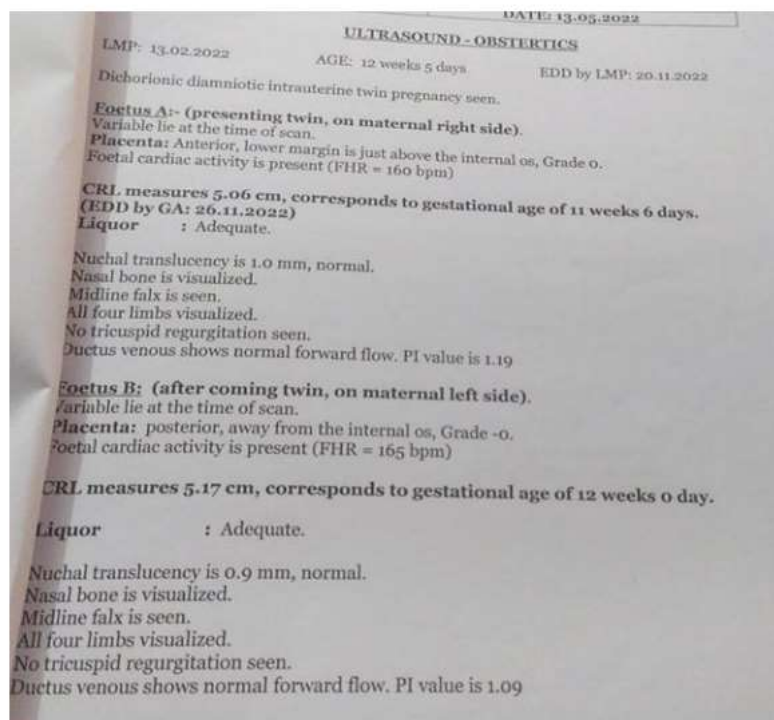 DATE: 13.05.2022
ULTRASOUND - OBSTERTICS
LMP: 13.02.2022 AGE: 12 weeks 5 days EDD by LMP: 20.11.2022
Dichorionic diamniotic intrauterine twin pregnancy seen.
Foetus A:- (presenting twin, on maternal right side).
Variable lie at the time of scan.
Placenta: Anterior, lower margin is just above the internal os, Grade 0.
Foetal cardiac activity is present (FHR = 160 bpm)
CRL measures 5.06 cm, corresponds to gestational age of 11 weeks 6 days.
(EDD by GA: 26.11.2022)
Liquor : Adequate.
Nuchal translucency is 1.0 mm, normal.
Nasal bone is visualized.
Midline falx is seen.
All four limbs visualized.
No tricuspid regurgitation seen.
Ductus venous shows normal forward flow. PI value is 1.19
Foetus B: (after coming twin, on maternal left side).
Variable lie at the time of scan.
Placenta: posterior, away from the internal os, Grade -0.
Foetal cardiac activity is present (FHR = 165 bpm)
CRL measures 5.17 cm, corresponds to gestational age of 12 weeks 0 day.
Liquor : Adequate.
Nuchal translucency is 0.9 mm, normal.
Nasal bone is visualized.
Midline falx is seen.
All four limbs visualized.
No tricuspid regurgitation seen.
Ductus venous shows normal forward flow. PI value is 1.09